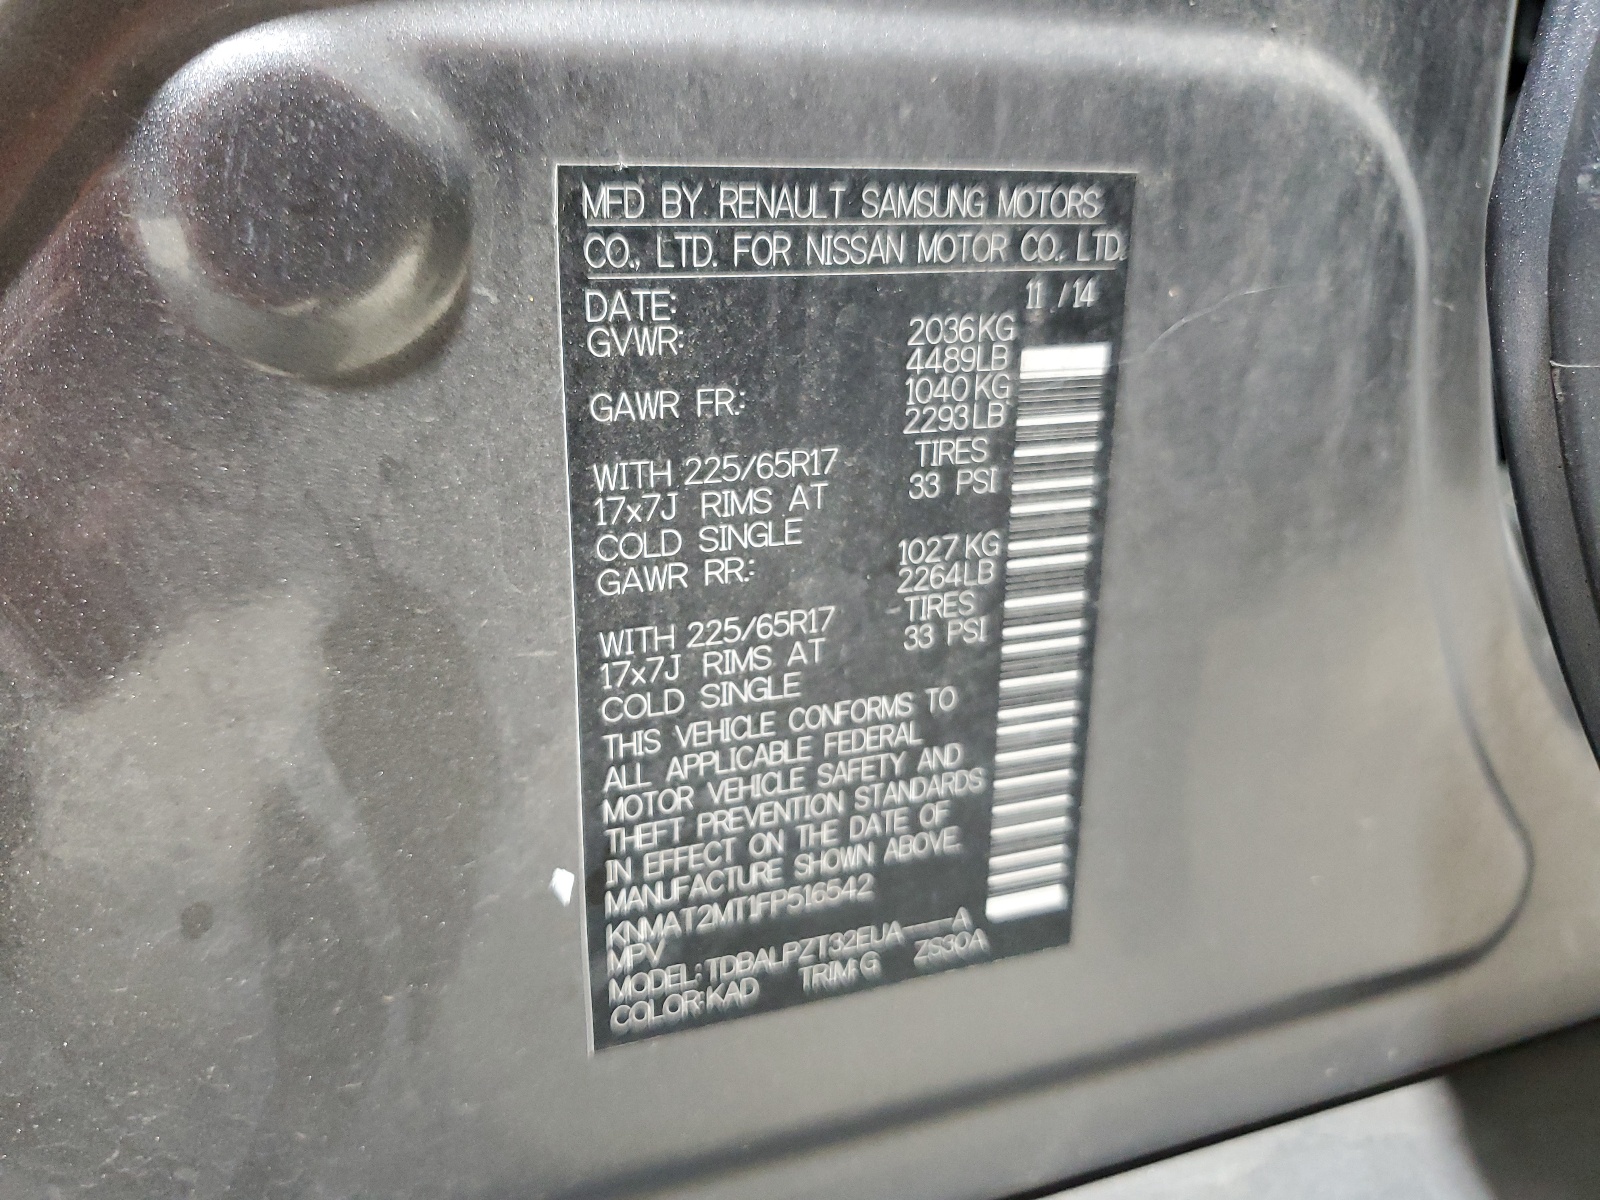 MFD BY RENAULT SAMSUNG MOTORS
CO., LTD. FOR NISSAN MOTOR CO., LTD.
DATE: 11 /14
GVWR: 2036KG
4489LB
GAWR FR.: 1040KG
2293LB
WITH 225/65R17 TIRES
17x7J RIMS AT 33 PSI
COLD SINGLE
GAWR RR.: 1027KG
2264LB
WITH 225/65R17 TIRES
17x7J RIMS AT 33 PSI
COLD SINGLE
THIS VEHICLE CONFORMS TO
ALL APPLICABLE FEDERAL
MOTOR VEHICLE SAFETY AND
THEFT PREVENTION STANDARDS
IN EFFECT ON THE DATE OF
MANUFACTURE SHOWN ABOVE.
KNMAT2MT1FP516542
MPV
MODEL: TDBALPZT32EUA——A
COLOR:KAD TRIM:G ZS30A